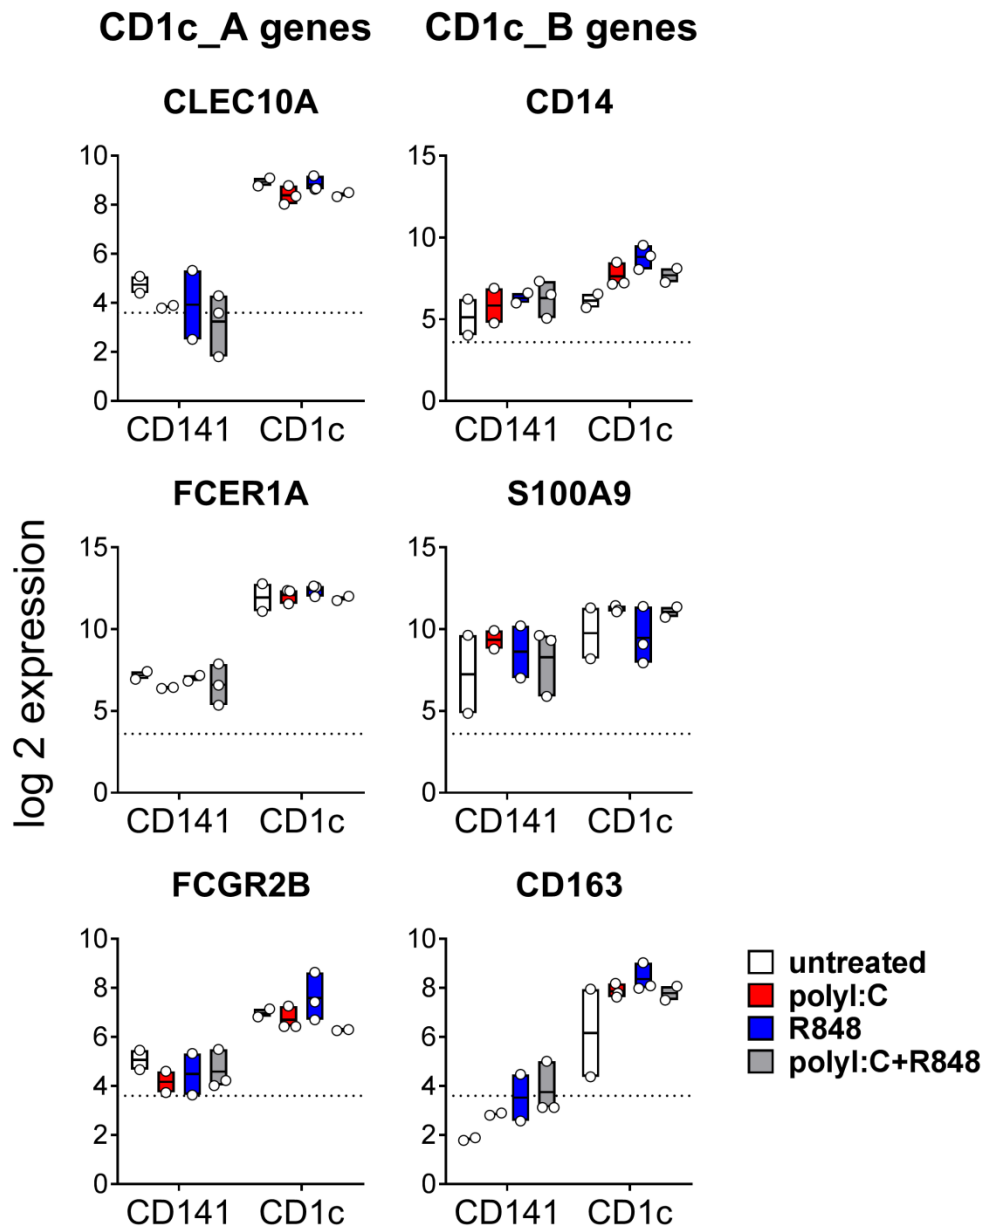 CD1c_A genes CD1c_B genes
CLEC10A CD14
10
8
6
4
2
0
15
10
5
0
CD141 CD1c CD141 CD1c
FCER1A S100A9
log 2 expression
15
10
5
0
15
10
5
0
CD141 CD1c CD141 CD1c
FCGR2B CD163
10
8
6
4
2
0
10
8
6
4
2
0
CD141 CD1c CD141 CD1c
untreated
polyI:C
R848
polyI:C+R848